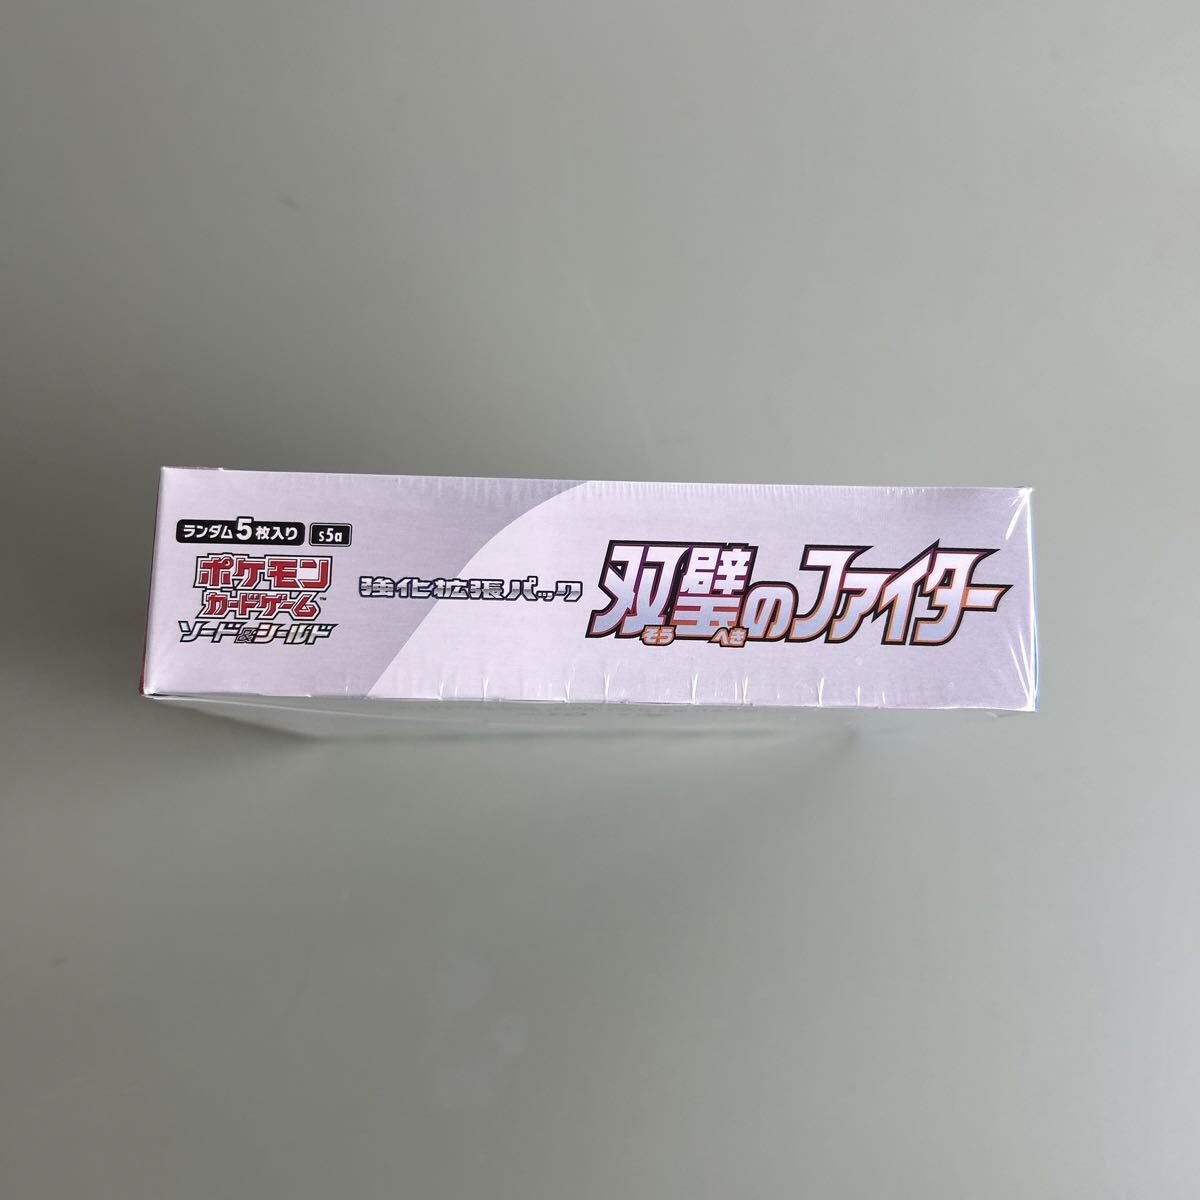 ランダム5枚入り s5a
ポケモン
カードゲーム™
ソード&シールド
強化拡張パック
双璧のファイター
そう へき